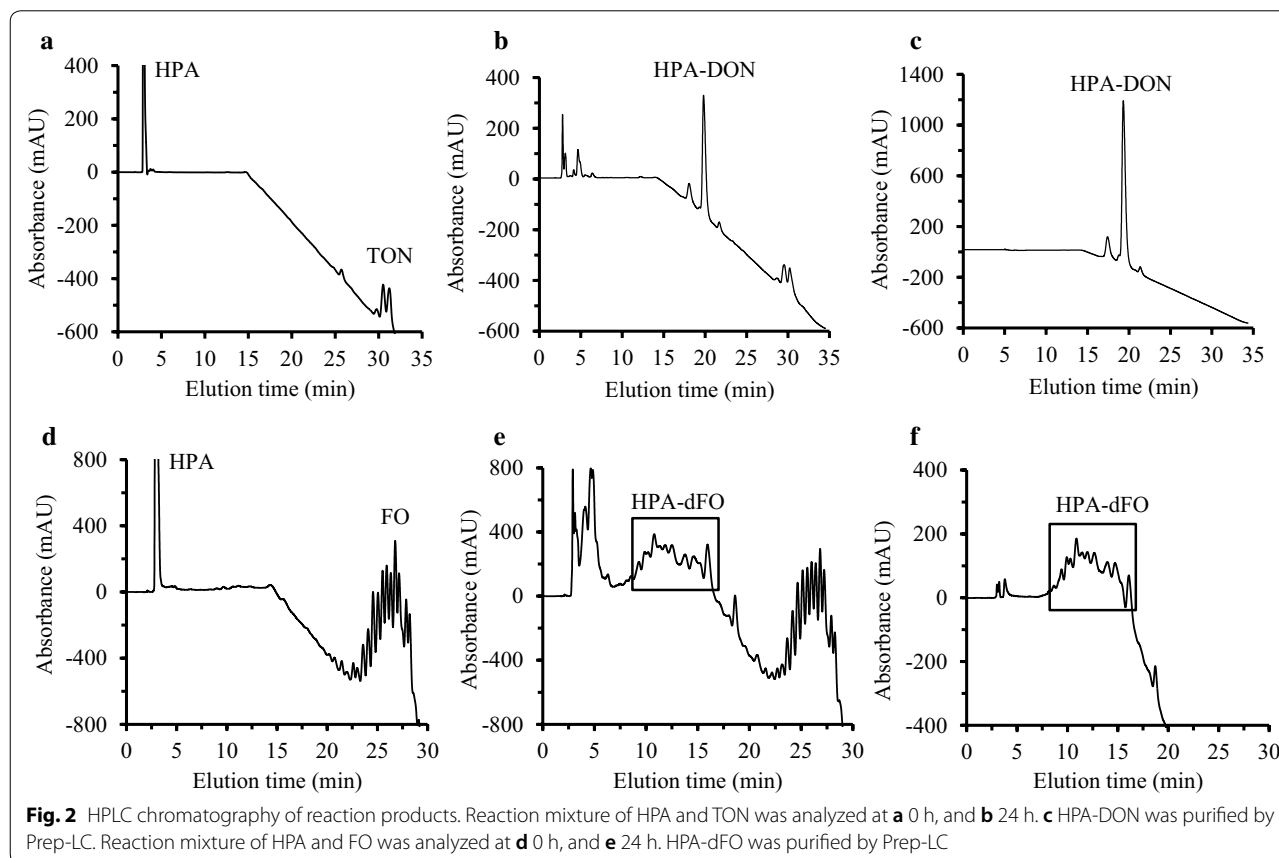 a
HPA
TON
Absorbance (mAU)
400
200
0
-200
-400
-600
0 5 10 15 20 25 30 35
Elution time (min)
b
HPA-DON
Absorbance (mAU)
400
200
0
-200
-400
-600
0 5 10 15 20 25 30 35
Elution time (min)
c
HPA-DON
Absorbance (mAU)
1400
1000
600
200
-200
-600
0 5 10 15 20 25 30 35
Elution time (min)
d
HPA
FO
Absorbance (mAU)
800
400
0
-400
-800
0 5 10 15 20 25 30
Elution time (min)
e
HPA-dFO
Absorbance (mAU)
800
400
0
-400
-800
0 5 10 15 20 25 30
Elution time (min)
f
HPA-dFO
Absorbance (mAU)
400
200
0
-200
-400
0 5 10 15 20 25 30
Elution time (min)
Fig. 2 HPLC chromatography of reaction products. Reaction mixture of HPA and TON was analyzed at a 0 h, and b 24 h. c HPA-DON was purified by
Prep-LC. Reaction mixture of HPA and FO was analyzed at d 0 h, and e 24 h. HPA-dFO was purified by Prep-LC